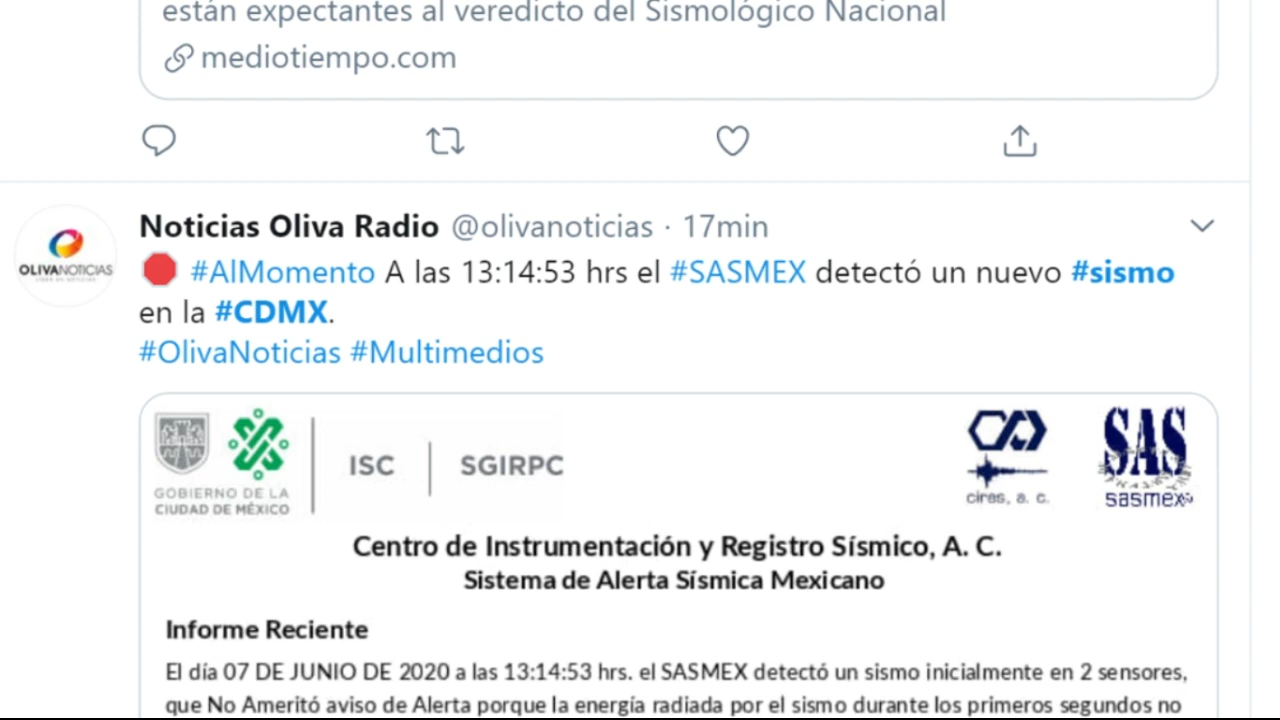 están expectantes al veredicto del Sismológico Nacional
mediotiempo.com
Noticias Oliva Radio @olivanoticias · 17min
#AlMomento A las 13:14:53 hrs el #SASMEX detectó un nuevo #sismo
en la #CDMX.
#OlivaNoticias #Multimedios
OLIVANOTICIAS
GOBIERNO DE LA
CIUDAD DE MÉXICO
ISC
SGIRPC
cires, a. c.
SAS
sasmex
Centro de Instrumentación y Registro Sísmico, A. C.
Sistema de Alerta Sísmica Mexicano
Informe Reciente
El día 07 DE JUNIO DE 2020 a las 13:14:53 hrs. el SASMEX detectó un sismo inicialmente en 2 sensores,
que No Ameritó aviso de Alerta porque la energía radiada por el sismo durante los primeros segundos no